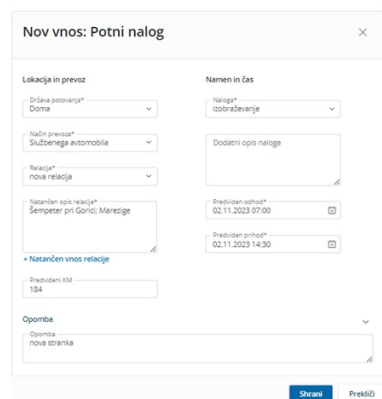 Nov vnos: Potni nalog
Lokacija in prevoz
Država potovanja*
Doma
Način prevoza*
Službenega avtomobila
Relacija*
nova relacija
Natančen opis relacije*
Šempeter pri Gorici; Marezige
+ Natančen vnos relacije
Predvideni KM
184
Namen in čas
Naloga*
izobraževanje
Dodatni opis naloge
Predviden odhod*
02.11.2023 07:00
Predviden prihod*
02.11.2023 14:30
Opomba
Opomba
nova stranka
Shrani
Prekliči